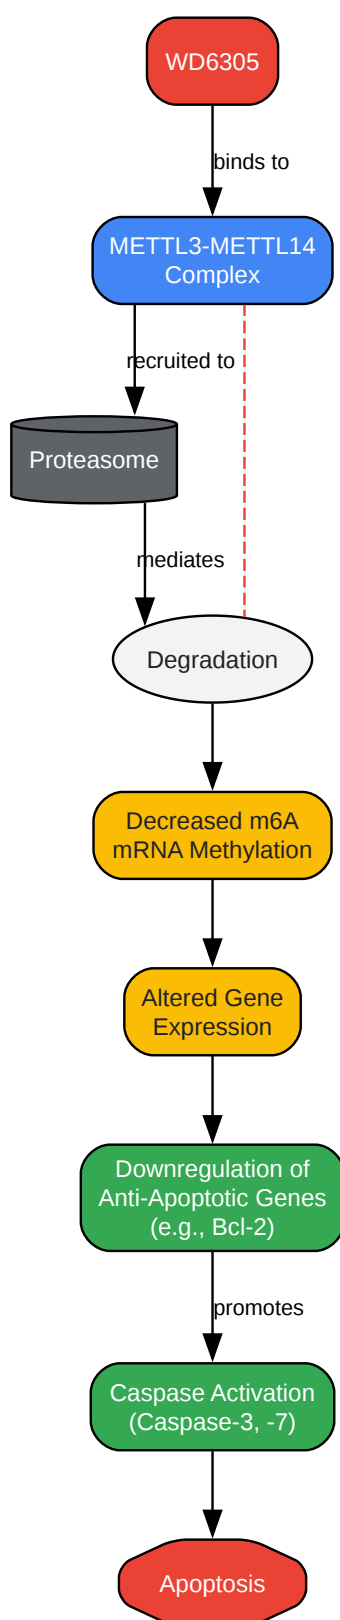 WD6305
binds to
METTL3-METTL14
Complex
recruited to
Proteasome
mediates
Degradation
Decreased m6A
mRNA Methylation
Altered Gene
Expression
Downregulation of
Anti-Apoptotic Genes
(e.g., Bcl-2)
promotes
Caspase Activation
(Caspase-3, -7)
Apoptosis